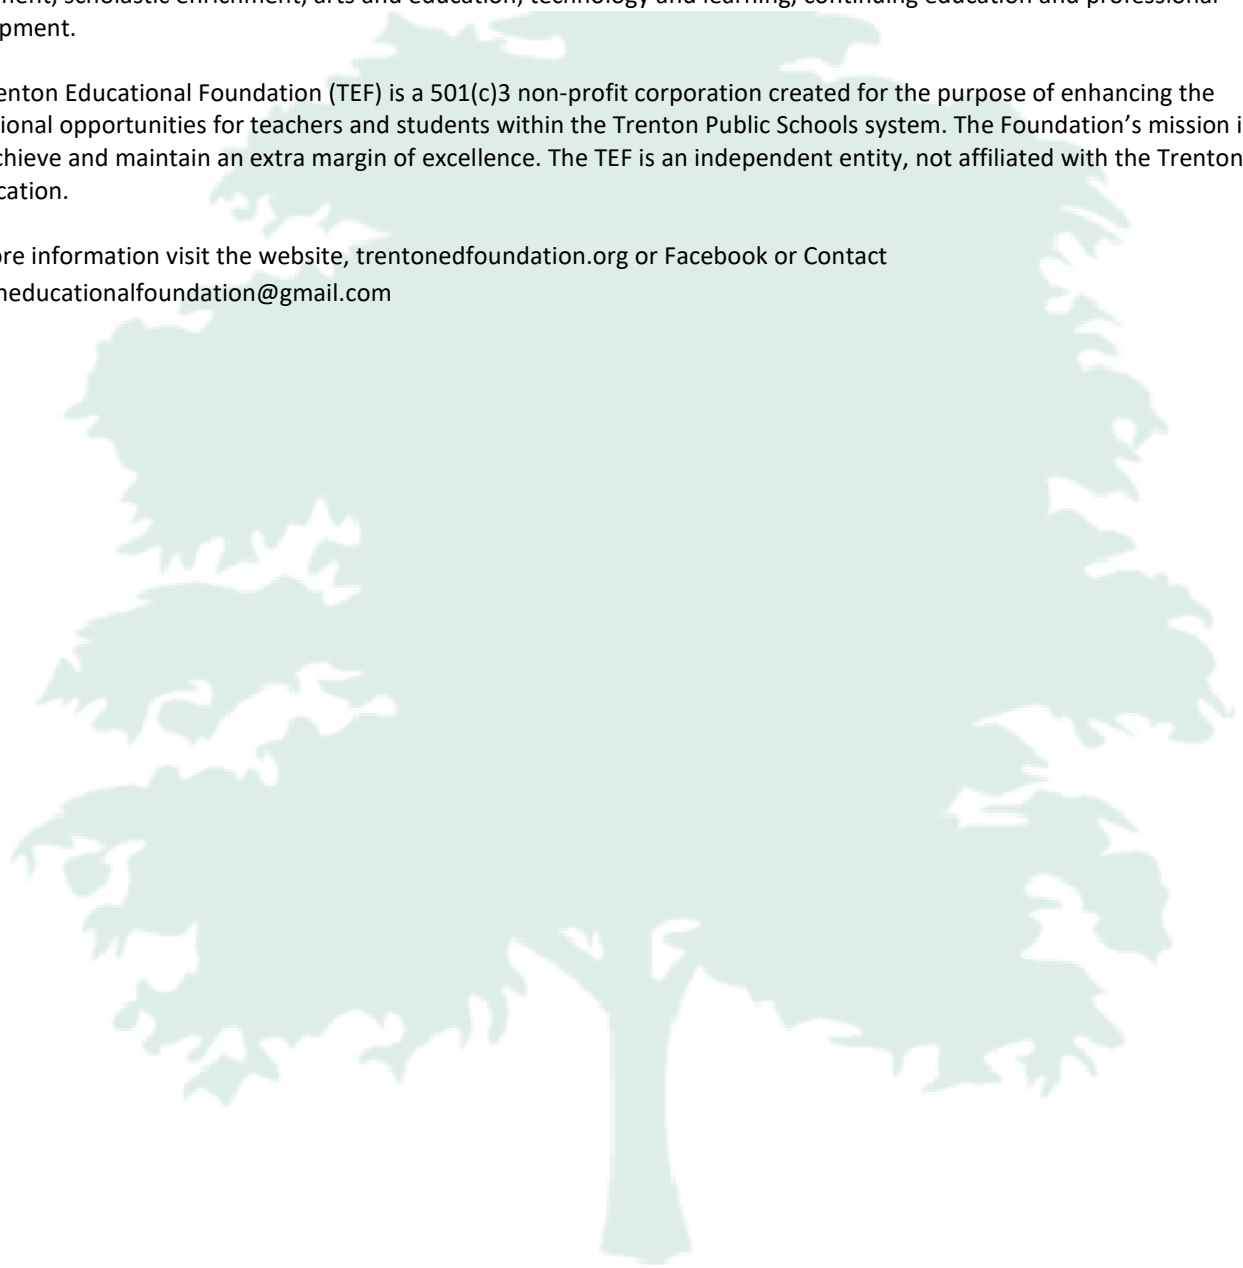 ment, scholastic enrichment, arts and education, technology and learning, continuing education and professional
pment.
enton Educational Foundation (TEF) is a 501(c)3 non-profit corporation created for the purpose of enhancing the
ional opportunities for teachers and students within the Trenton Public Schools system. The Foundation’s mission i
chieve and maintain an extra margin of excellence. The TEF is an independent entity, not affiliated with the Trenton
cation.
ore information visit the website, trentonedfoundation.org or Facebook or Contact
neducationalfoundation@gmail.com